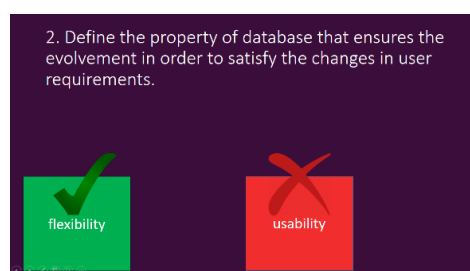 2. Define the property of database that ensures the
evolvement in order to satisfy the changes in user
requirements.
flexibility
usability